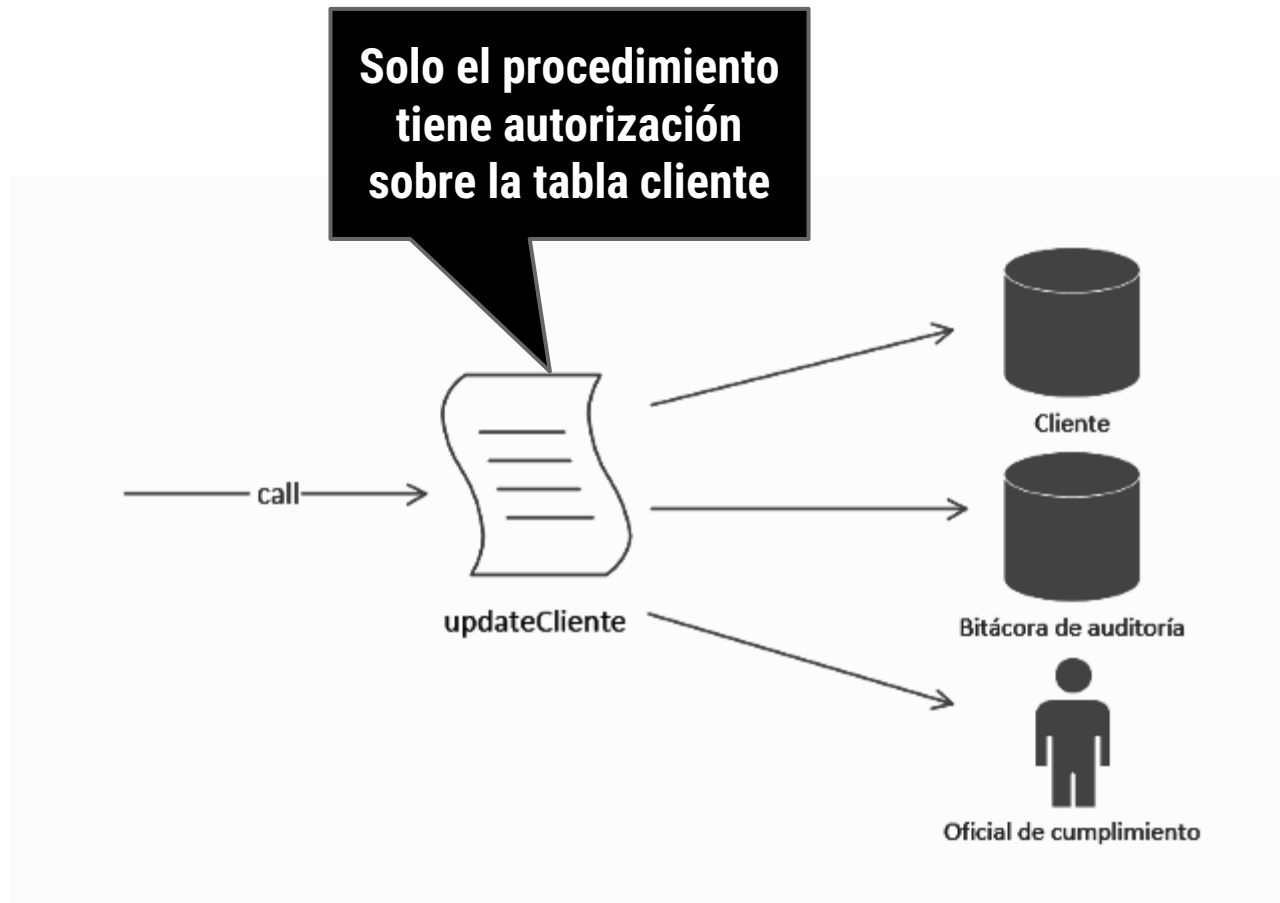 Solo el procedimiento
tiene autorización
sobre la tabla cliente
Cliente
call
updateCliente
Bitácora de auditoría
Oficial de cumplimiento